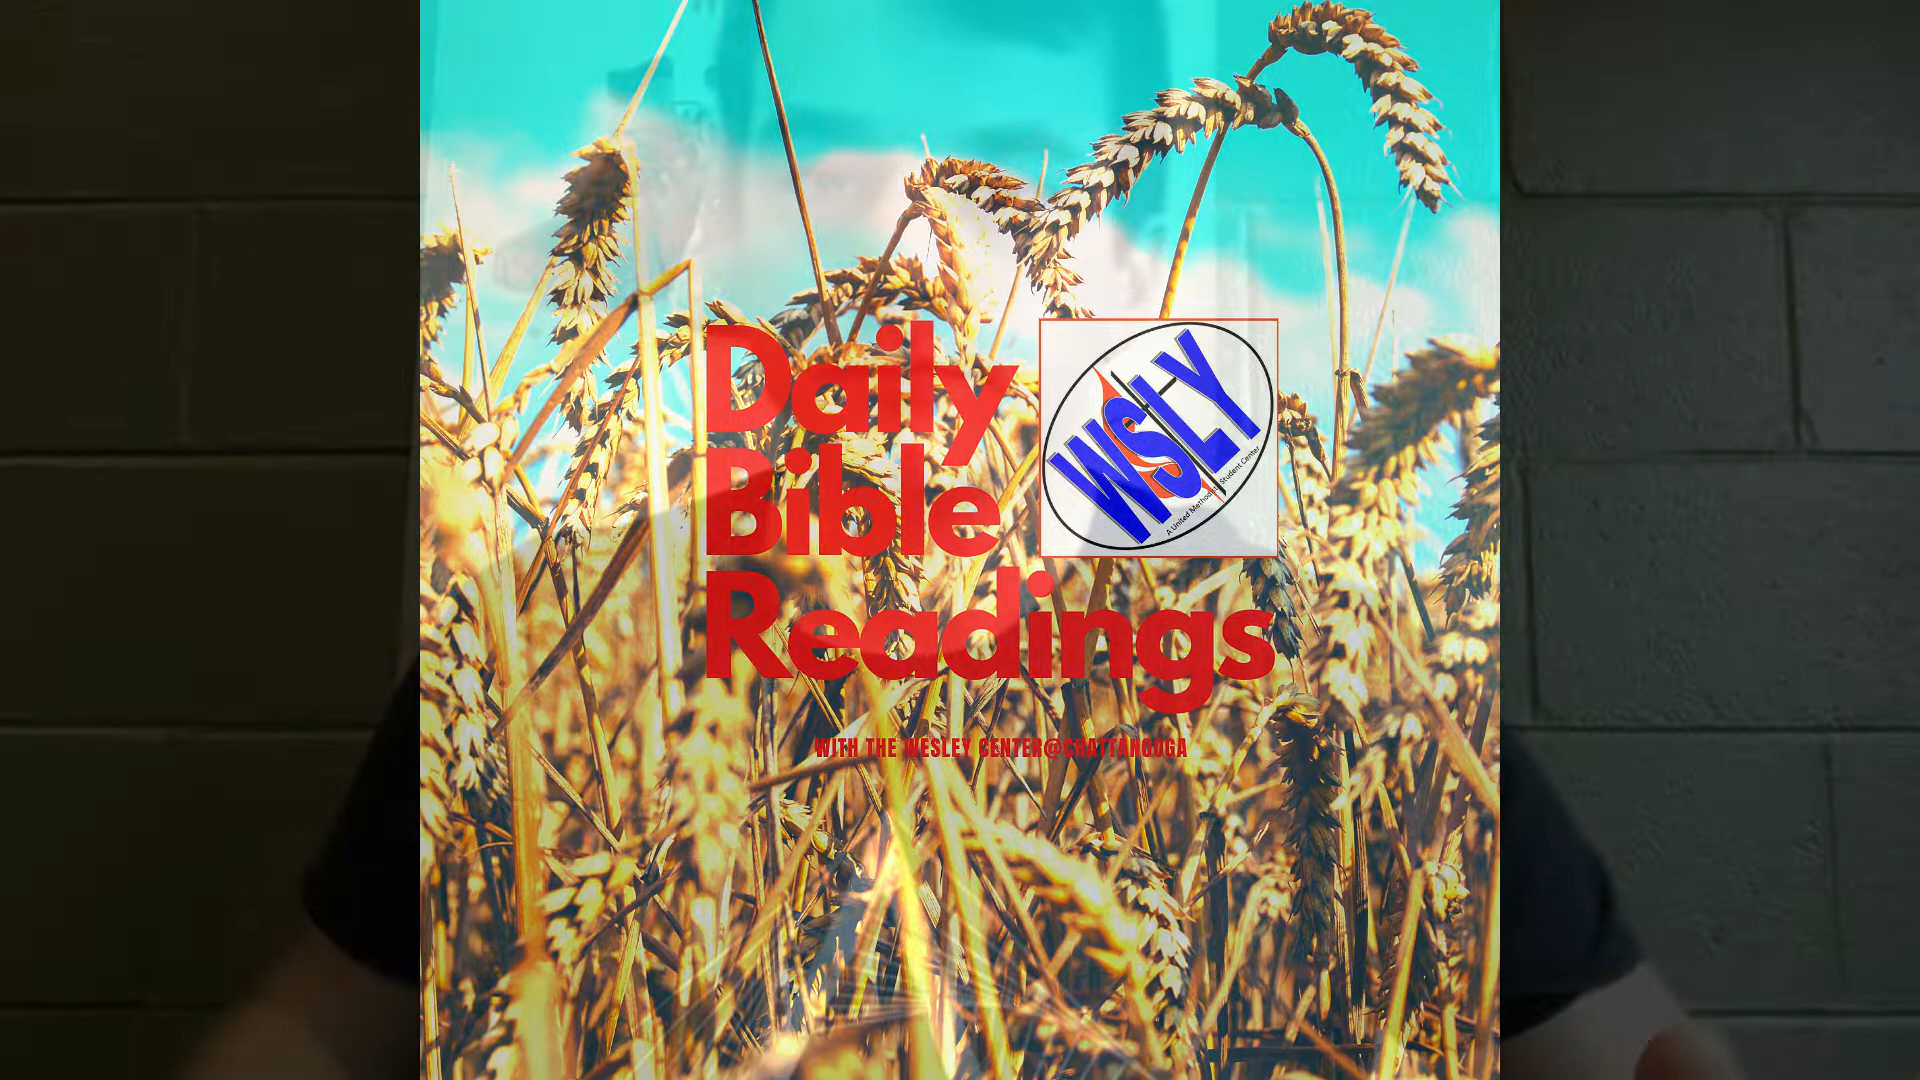 Daily
Bible
Readings
WSLY
A United Methodist Student Center
WITH THE WESLEY CENTER@CHATTANOOGA